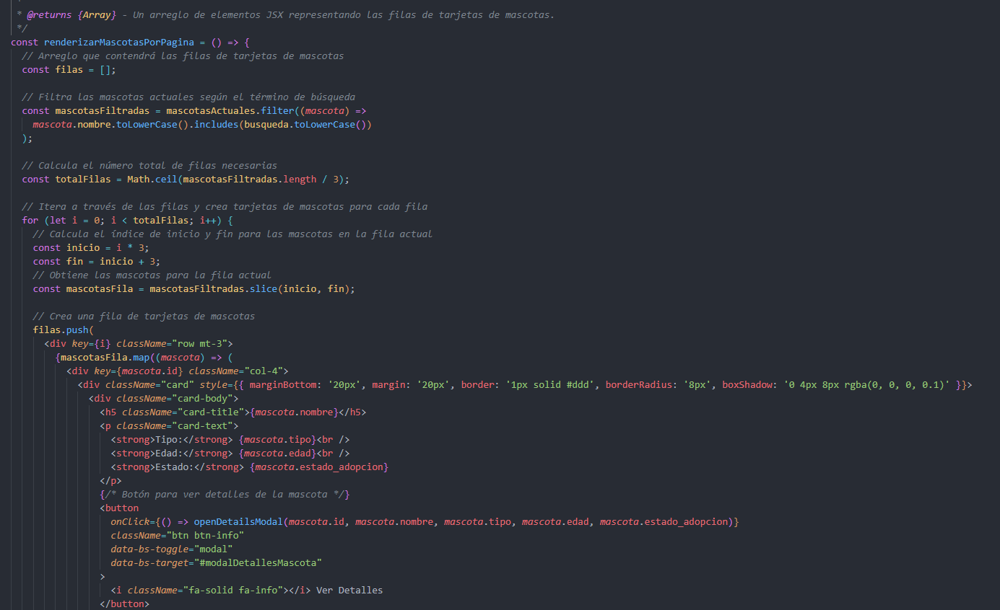 * @returns {Array} - Un arreglo de elementos JSX representando las filas de tarjetas de mascotas.
*/
const renderizarMascotasPorPagina = () => {
// Arreglo que contendrá las filas de tarjetas de mascotas
const filas = [];
// Filtra las mascotas actuales según el término de búsqueda
const mascotasFiltradas = mascotasActuales.filter((mascota) =>
mascota.nombre.toLowerCase().includes(busqueda.toLowerCase())
);
// Calcula el número total de filas necesarias
const totalFilas = Math.ceil(mascotasFiltradas.length / 3);
// Itera a través de las filas y crea tarjetas de mascotas para cada fila
for (let i = 0; i < totalFilas; i++) {
// Calcula el índice de inicio y fin para las mascotas en la fila actual
const inicio = i * 3;
const fin = inicio + 3;
// Obtiene las mascotas para la fila actual
const mascotasFila = mascotasFiltradas.slice(inicio, fin);
// Crea una fila de tarjetas de mascotas
filas.push(
<div key={i} className="row mt-3">
{mascotasFila.map((mascota) => (
<div key={mascota.id} className="col-4">
<div className="card" style={{ marginBottom: '20px', margin: '20px', border: '1px solid #ddd', borderRadius: '8px', boxShadow: '0 4px 8px rgba(0, 0, 0, 0.1)' }}>
<div className="card-body">
<h5 className="card-title">{mascota.nombre}</h5>
<p className="card-text">
<strong>Tipo:</strong> {mascota.tipo}<br />
<strong>Edad:</strong> {mascota.edad}<br />
<strong>Estado:</strong> {mascota.estado_adopcion}
</p>
{/* Botón para ver detalles de la mascota */}
<button
onClick={() => openDetailsModal(mascota.id, mascota.nombre, mascota.tipo, mascota.edad, mascota.estado_adopcion)}
className="btn btn-info"
data-bs-toggle="modal"
data-bs-target="#modalDetallesMascota"
>
<i className="fa-solid fa-info"></i> Ver Detalles
</button>